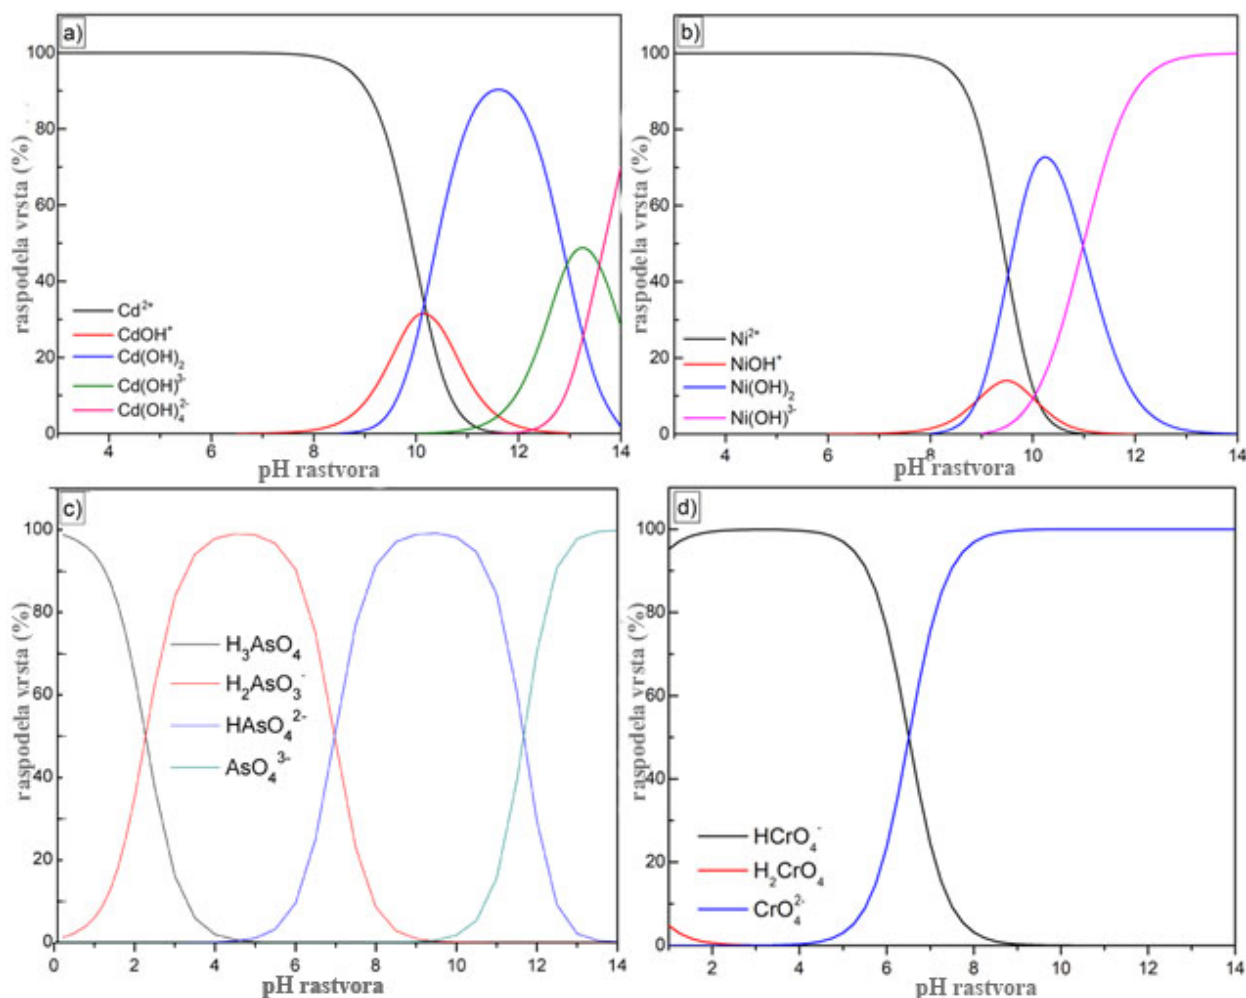 a)
raspodela vrsta (%)
100
80
60
40
20
0
Cd²⁺
CdOH⁺
Cd(OH)₂
Cd(OH)³⁻
Cd(OH)₄²⁻
4 6 8 10 12 14
pH rastvora
b)
raspodela vrsta (%)
100
80
60
40
20
0
Ni²⁺
NiOH⁺
Ni(OH)₂
Ni(OH)³⁻
4 6 8 10 12 14
pH rastvora
c)
raspodela vrsta (%)
100
80
60
40
20
0
H₃AsO₄
H₂AsO₃⁻
HAsO₄²⁻
AsO₄³⁻
0 2 4 6 8 10 12 14
pH rastvora
d)
raspodela vrsta (%)
100
80
60
40
20
0
HCrO₄⁻
H₂CrO₄
CrO₄²⁻
2 4 6 8 10 12 14
pH rastvora